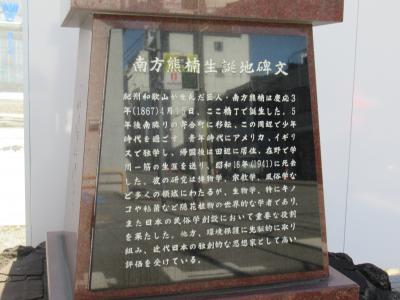 南方熊楠生誕地碑文
紀州和歌山が生んだ巨人・南方熊楠は慶応3
年(1867)4月15日、ここ橋丁で誕生した。5
年後南隣りの寄合町に移転、この周辺で少年
時代を過ごす。青年時代にアメリカ、イギリ
スで独学し、帰国後は田辺に居住、在野で学
問一筋の生涯を送り、昭和16年(1941)に死去
した。彼の研究は博物学、宗教学、民俗学な
ど多くの領域にわたるが、生物学、特にキノ
コや粘菌など隠花植物の世界的な学者であり、
また日本の民俗学創設において重要な役割
を果たした。他方、環境保護に先駆的に取り
組み、近代日本の独創的な思想家として高い
評価を受けている。